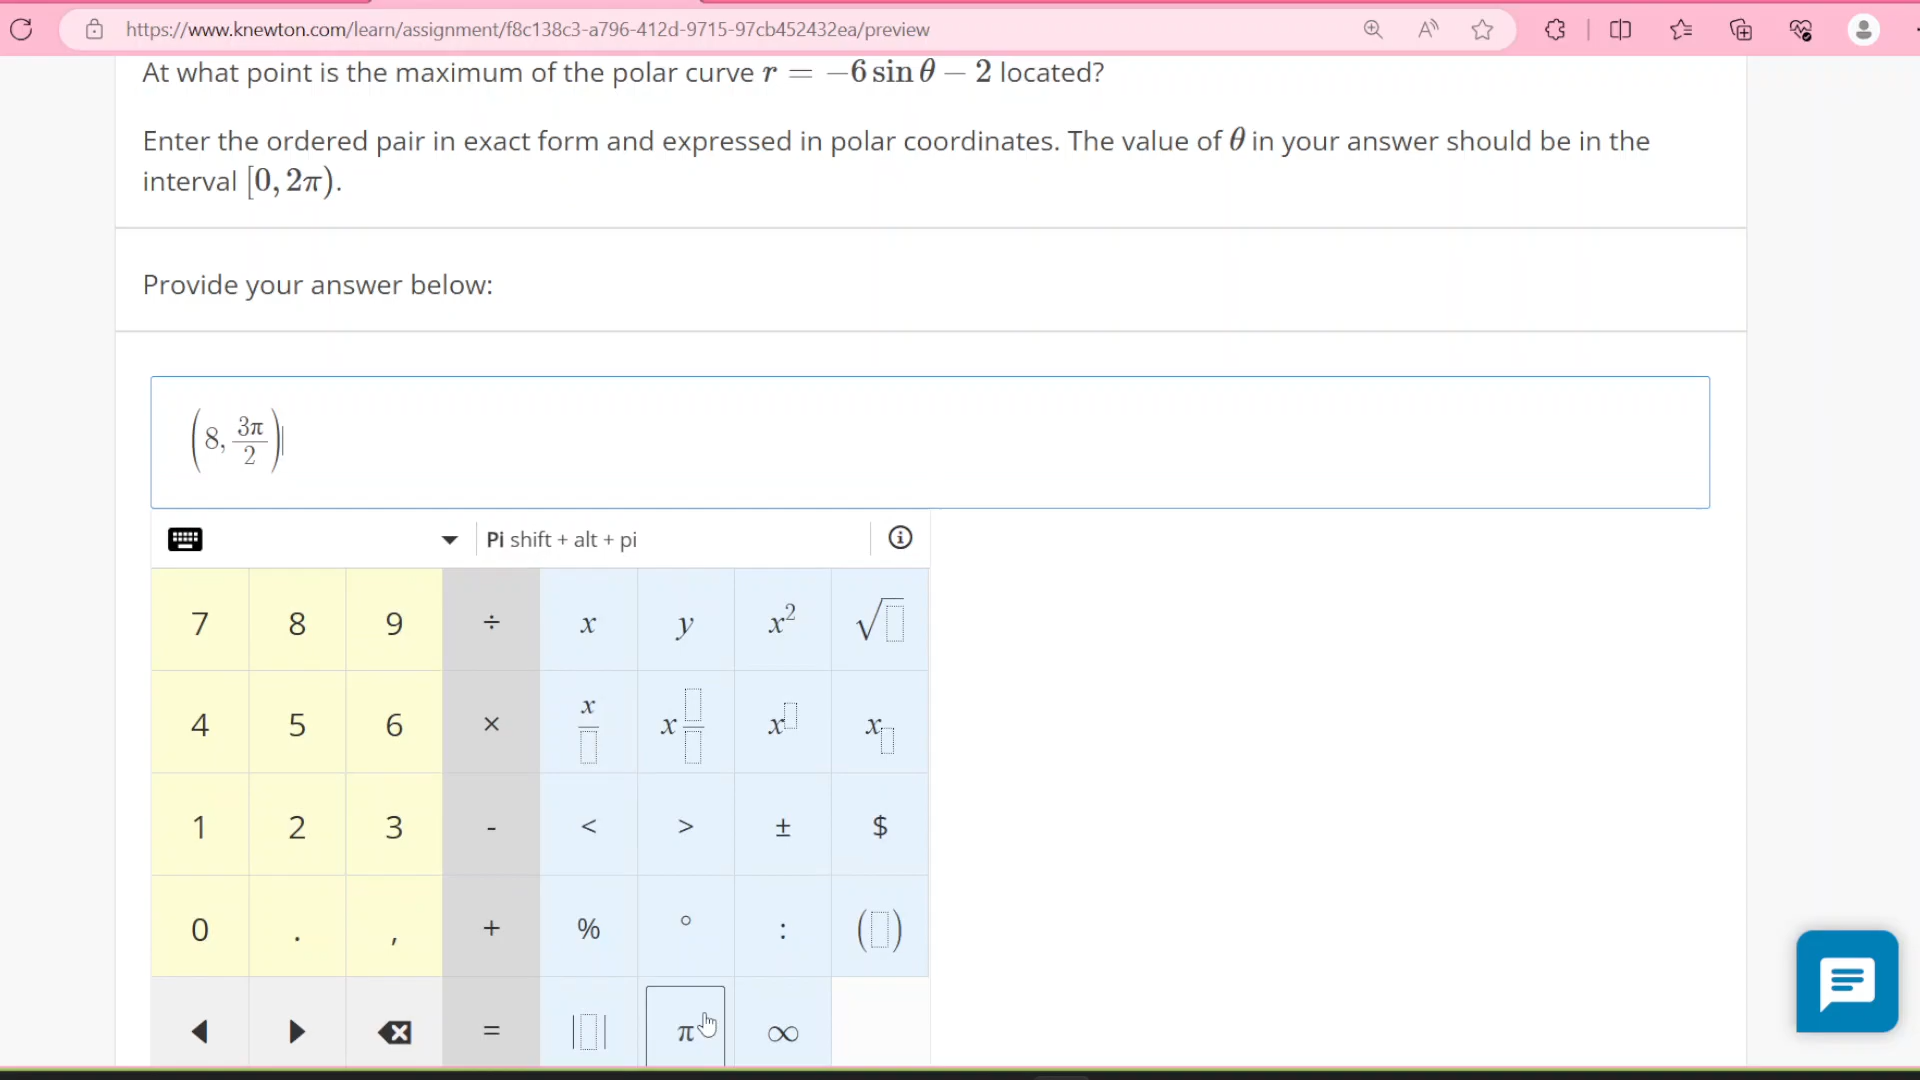 https://www.knewton.com/learn/assignment/f8c138c3-a796-412d-9715-97cb452432ea/preview
At what point is the maximum of the polar curve r = −6 sin θ − 2 located?
Enter the ordered pair in exact form and expressed in polar coordinates. The value of θ in your answer should be in the
interval [0, 2π).
Provide your answer below:
(8, 3π/2)
Pi shift + alt + pi
7 8 9 ÷ x y x² √
4 5 6 × x x x x
1 2 3 - < > ± $
0 . , + % ° : ( )
= | | π ∞